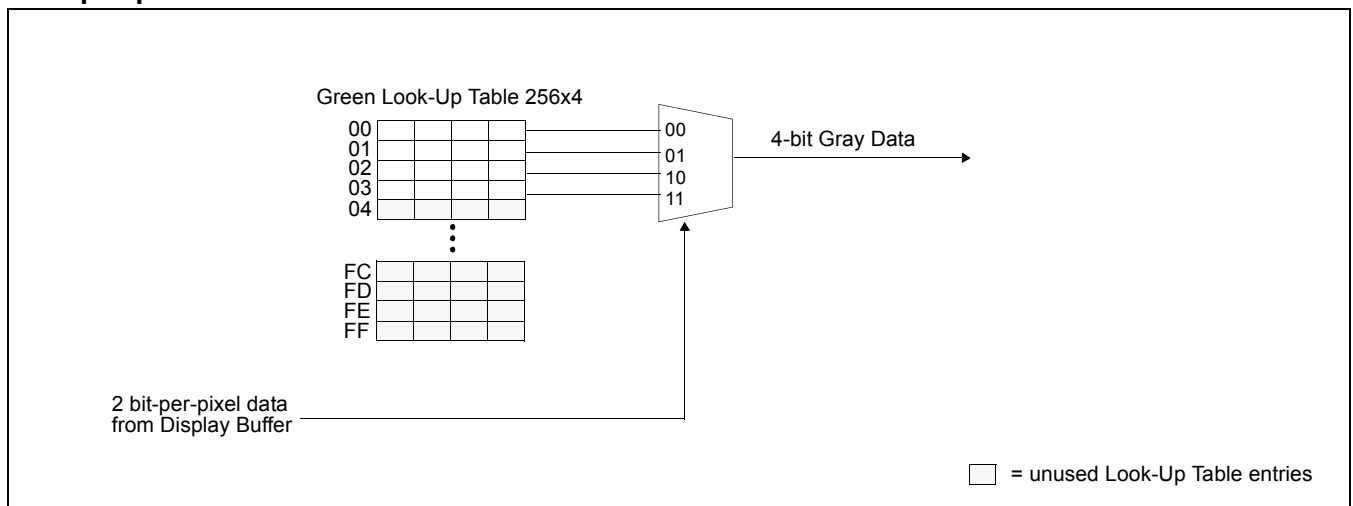 Green Look-Up Table 256x4
00
01
02
03
04
FC
FD
FE
FF
00
01
10
11
4-bit Gray Data
2 bit-per-pixel data
from Display Buffer
= unused Look-Up Table entries